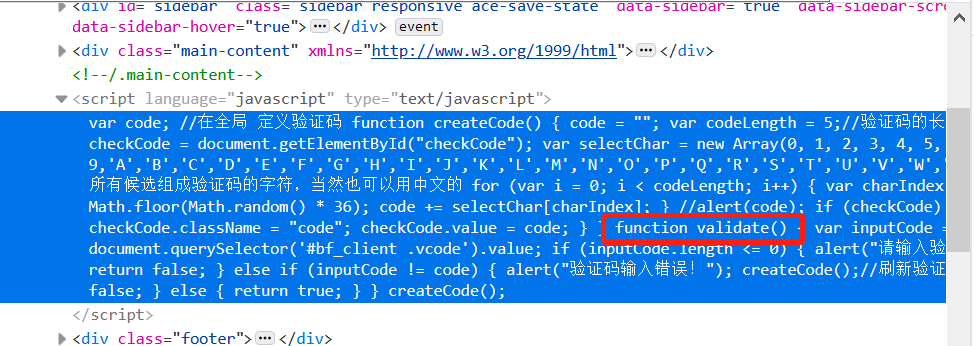 <div id="sidebar" class="sidebar responsive ace-save-state" data-sidebar="true" data-sidebar-scro
data-sidebar-hover="true"> </div> event
<div class="main-content" xmlns="http://www.w3.org/1999/html"> </div>
<!--/.main-content-->
<script language="javascript" type="text/javascript">
var code; //在全局 定义验证码 function createCode() { code = ""; var codeLength = 5;//验证码的长
checkCode = document.getElementById("checkCode"); var selectChar = new Array(0, 1, 2, 3, 4, 5,
9,'A','B','C','D','E','F','G','H','I','J','K','L','M','N','O','P','Q','R','S','T','U','V','W','
所有候选组成验证码的字符，当然也可以用中文的 for (var i = 0; i < codeLength; i++) { var charIndex
Math.floor(Math.random() * 36); code += selectChar[charIndex]; } //alert(code); if (checkCode)
checkCode.className = "code"; checkCode.value = code; } } function validate() { var inputCode =
document.querySelector('#bf_client .vcode').value; if (inputCode.length <= 0) { alert("请输入验
return false; } else if (inputCode != code) { alert("验证码输入错误！"); createCode();//刷新验证
false; } else { return true; } } createCode();
</script>
<div class="footer"> </div>